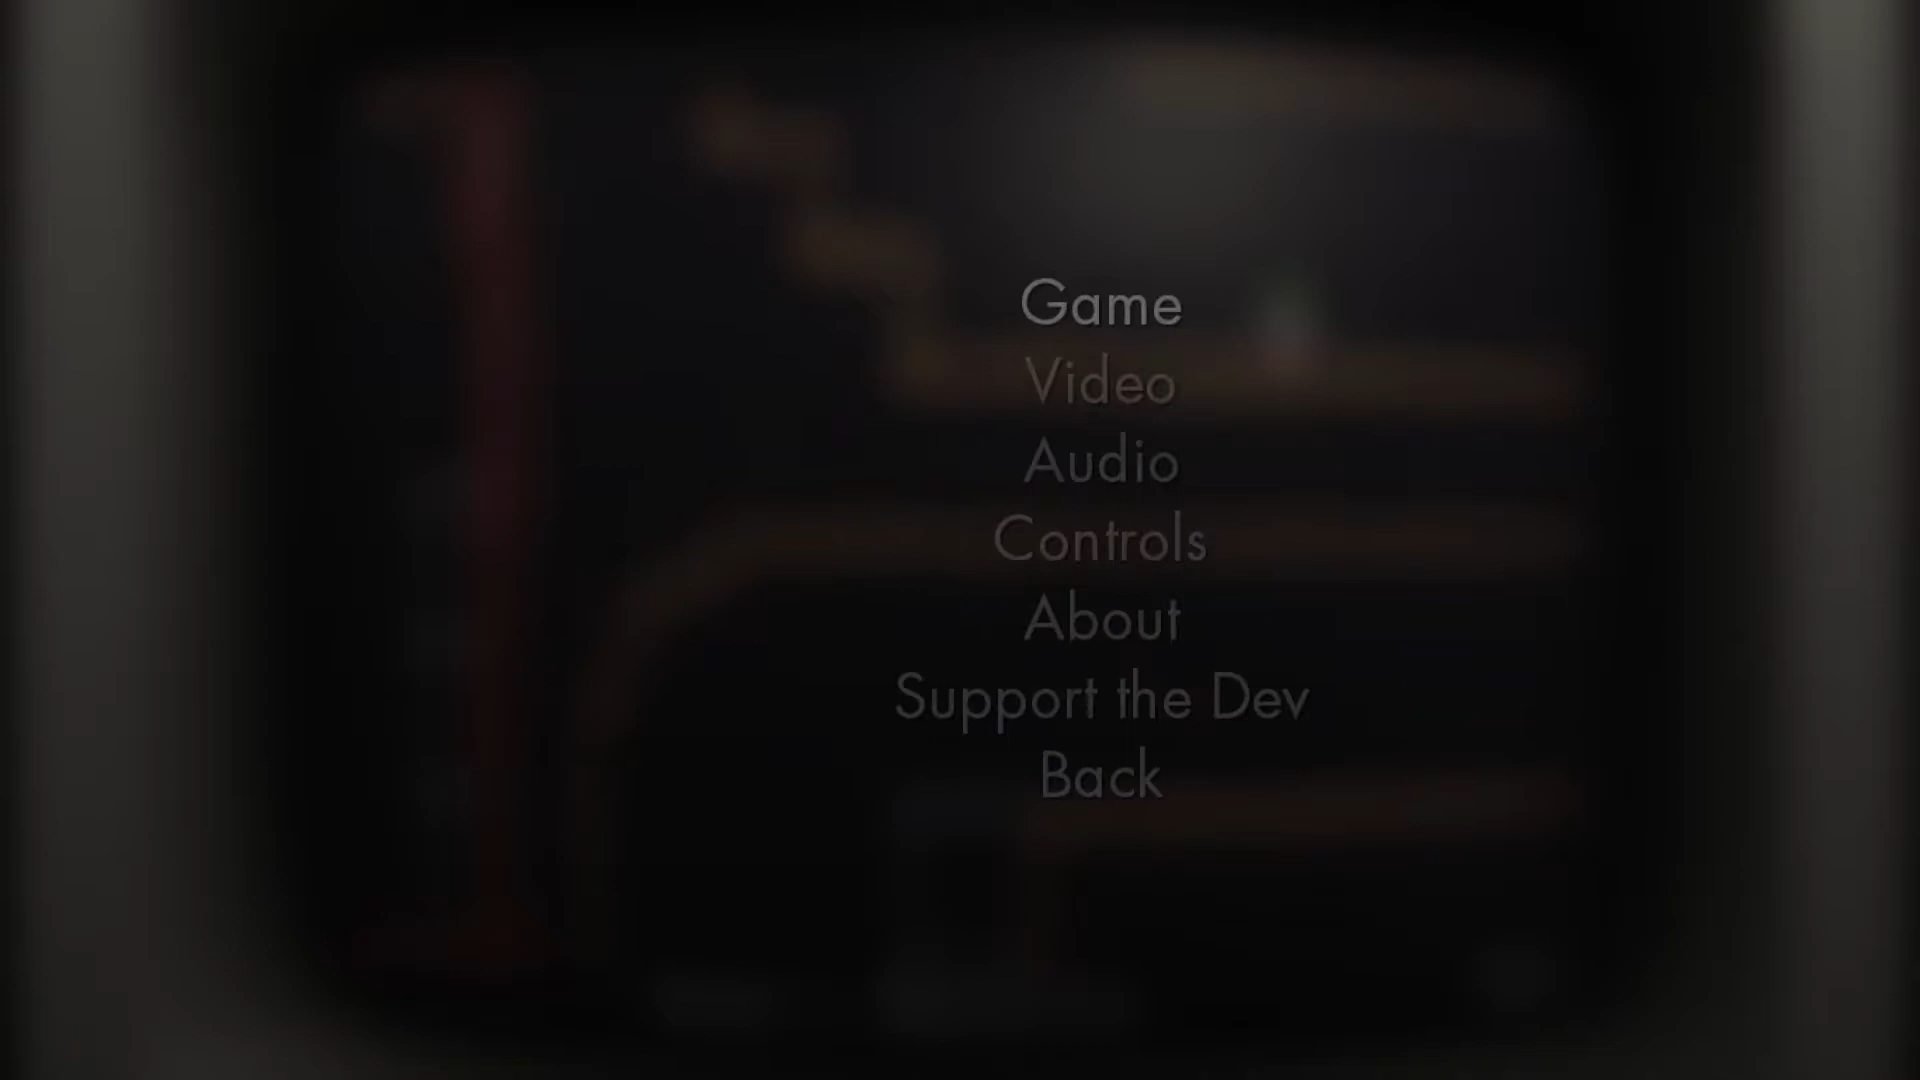 Game
Video
Audio
Controls
About
Support the Dev
Back